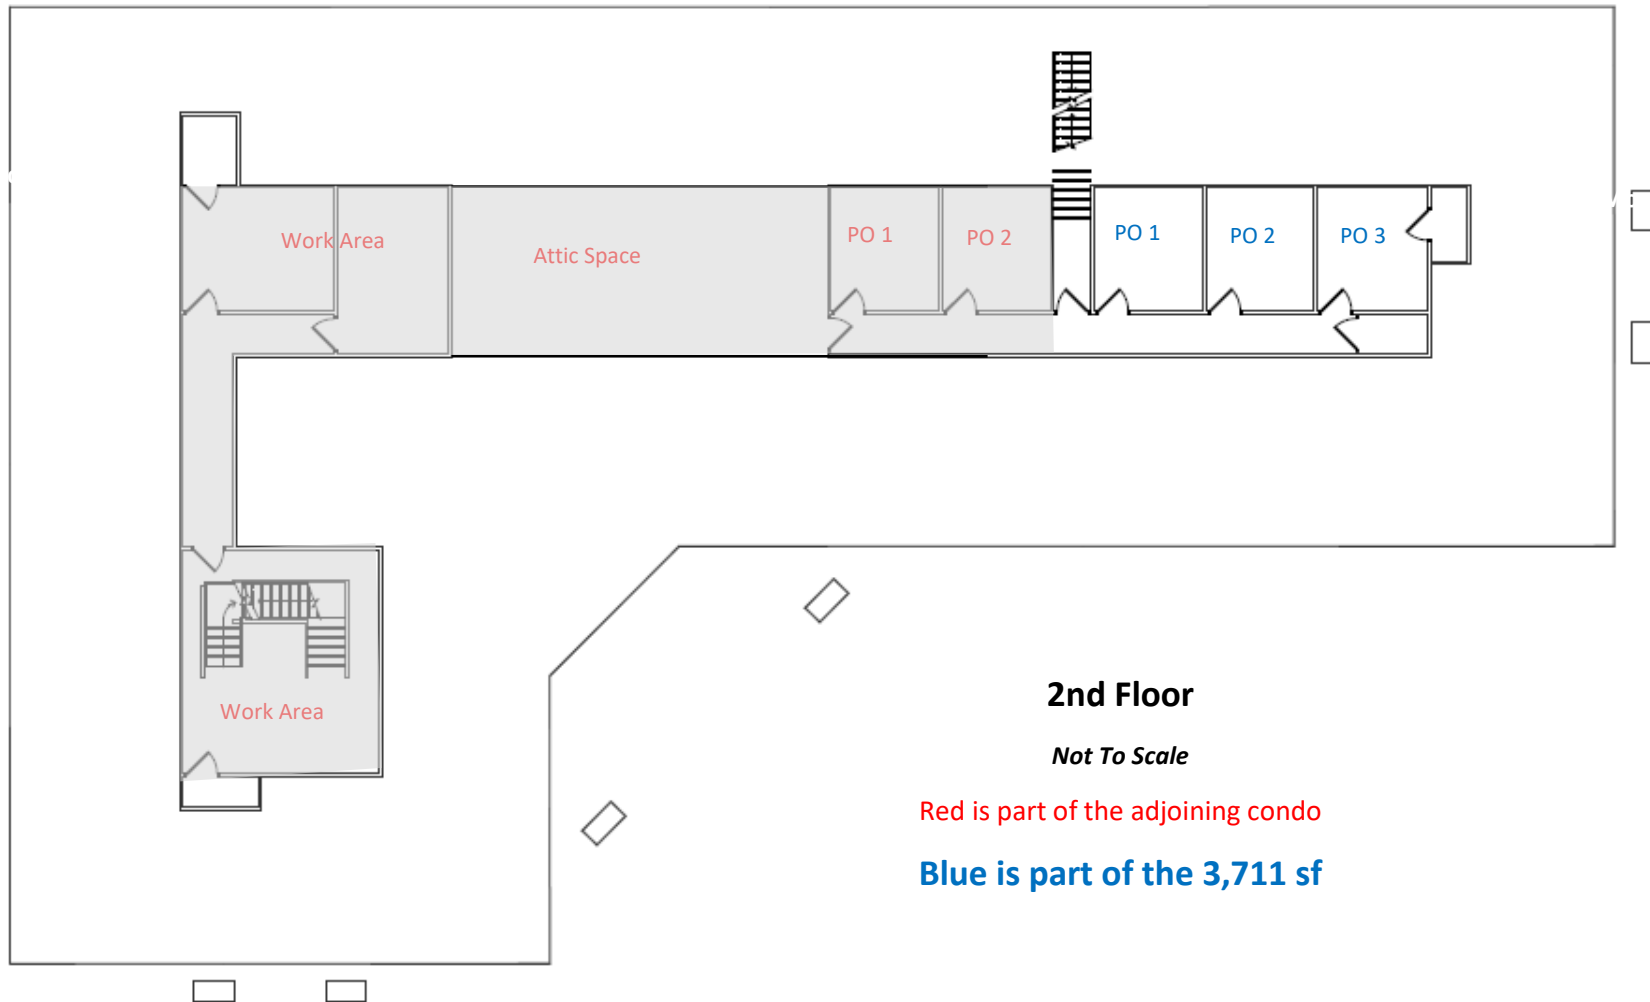 Work Area
Attic Space
PO 1
PO 2
PO 1
PO 2
PO 3
Work Area
2nd Floor
Not To Scale
Red is part of the adjoining condo
Blue is part of the 3,711 sf